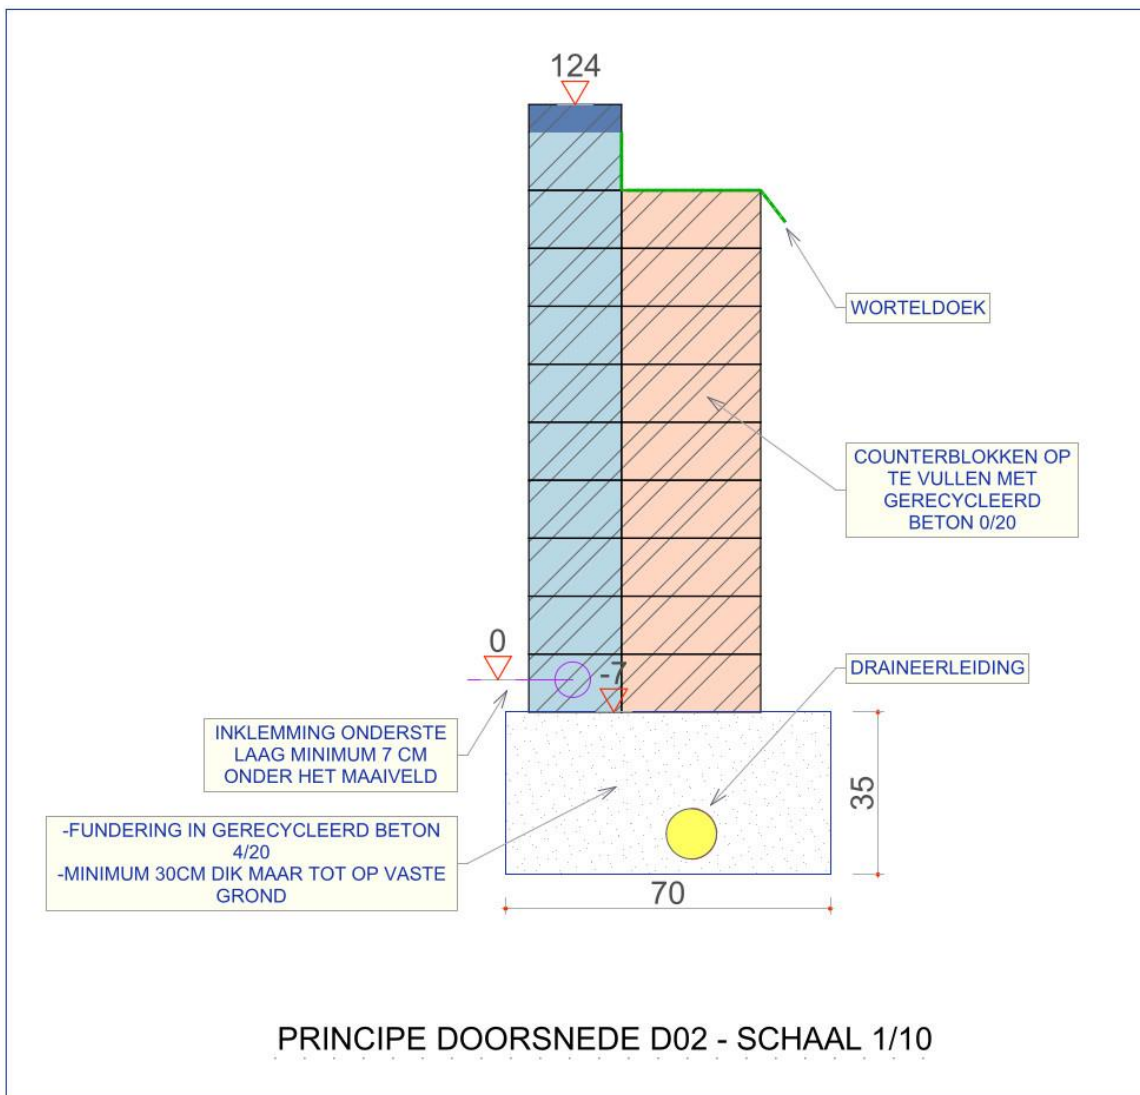 124
WORTELDOEK
COUNTERBLOKKEN OP
TE VULLEN MET
GERECYCLEERD
BETON 0/20
0
-7
DRAINEERLEIDING
INKLEMMING ONDERSTE
LAAG MINIMUM 7 CM
ONDER HET MAAIVELD
35
-FUNDERING IN GERECYCLEERD BETON
4/20
-MINIMUM 30CM DIK MAAR TOT OP VASTE
GROND
70
PRINCIPE DOORSNEDE D02 - SCHAAL 1/10